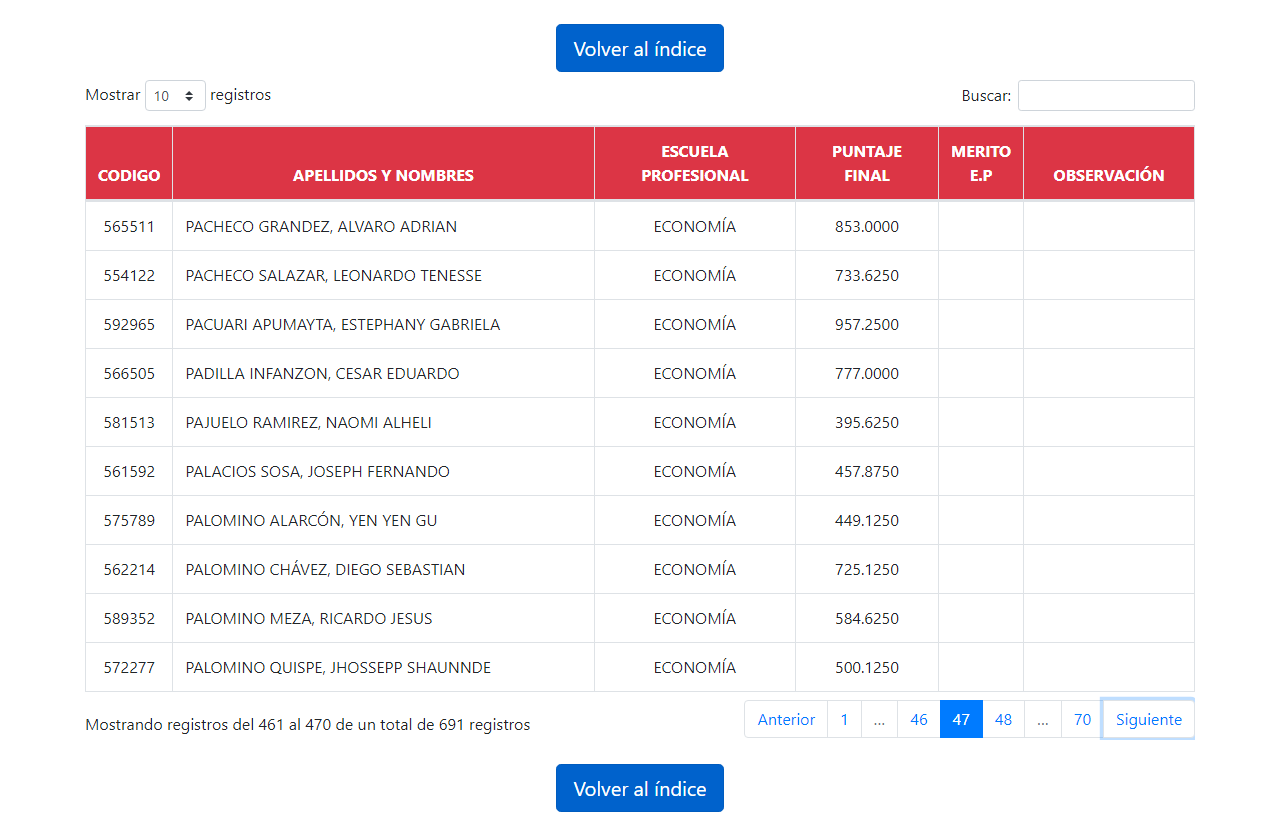 Volver al índice
Mostrar 10 registros
Buscar:
CODIGO APELLIDOS Y NOMBRES ESCUELA PROFESIONAL PUNTAJE FINAL MERITO E.P OBSERVACIÓN
565511 PACHECO GRANDEZ, ALVARO ADRIAN ECONOMÍA 853.0000
554122 PACHECO SALAZAR, LEONARDO TENESSE ECONOMÍA 733.6250
592965 PACUARI APUMAYTA, ESTEPHANY GABRIELA ECONOMÍA 957.2500
566505 PADILLA INFANZON, CESAR EDUARDO ECONOMÍA 777.0000
581513 PAJUELO RAMIREZ, NAOMI ALHELI ECONOMÍA 395.6250
561592 PALACIOS SOSA, JOSEPH FERNANDO ECONOMÍA 457.8750
575789 PALOMINO ALARCÓN, YEN YEN GU ECONOMÍA 449.1250
562214 PALOMINO CHÁVEZ, DIEGO SEBASTIAN ECONOMÍA 725.1250
589352 PALOMINO MEZA, RICARDO JESUS ECONOMÍA 584.6250
572277 PALOMINO QUISPE, JHOSSEPP SHAUNNDE ECONOMÍA 500.1250
Mostrando registros del 461 al 470 de un total de 691 registros
Anterior 1 ... 46 47 48 ... 70 Siguiente
Volver al índice